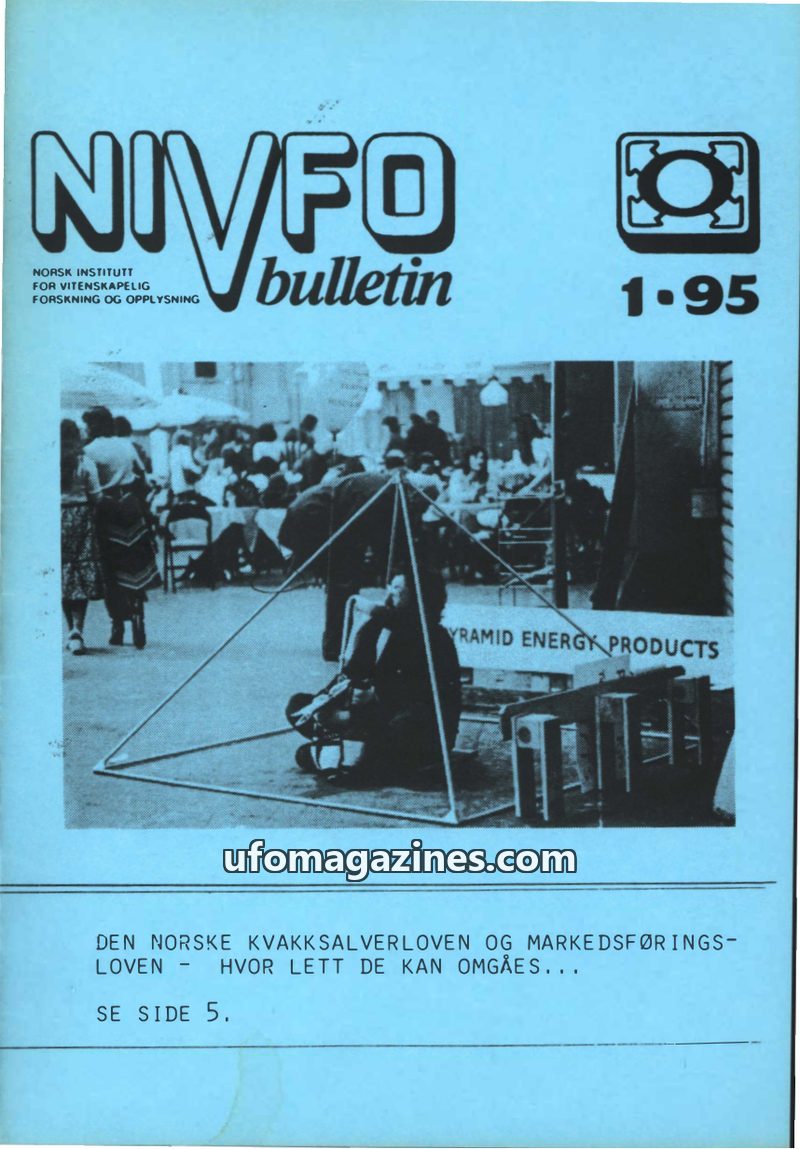 NIVFO
bulletin
NORSK INSTITUTT
FOR VITENSKAPELIG
FORSKNING OG OPPLYSNING
1·95
YRAMID ENERGY PRODUCTS
ufomagazines.com
DEN NORSKE KVAKKSALVERLOVEN OG MARKEDSFØRINGS-
LOVEN - HVOR LETT DE KAN OMGÅES...
SE SIDE 5.